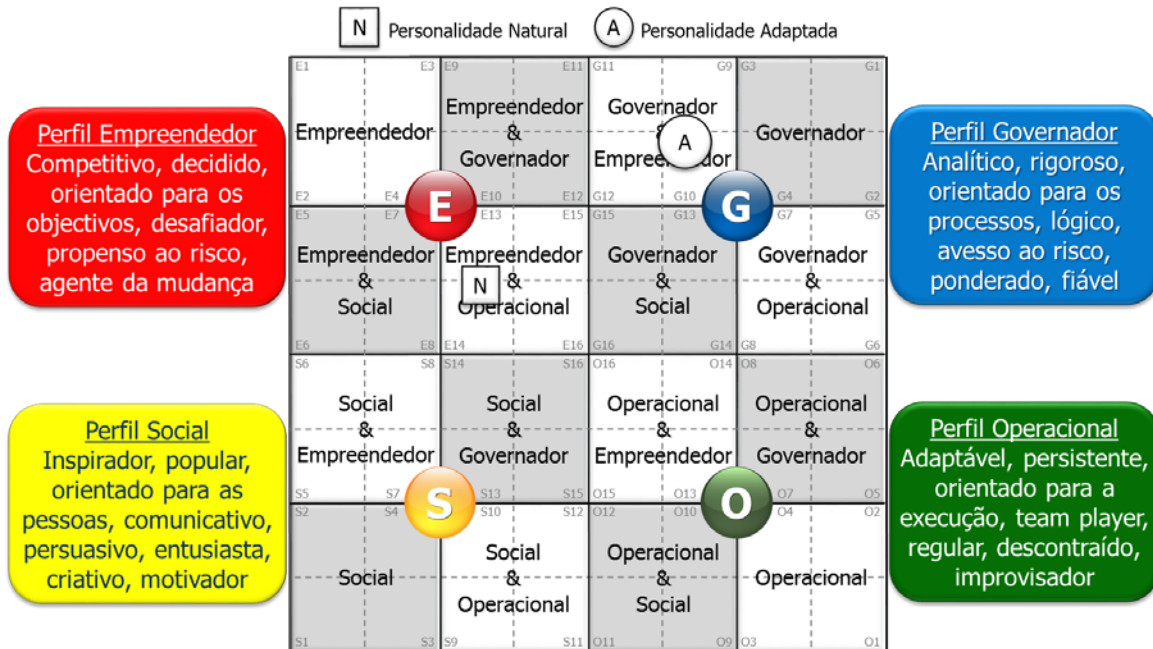 N Personalidade Natural A Personalidade Adaptada
E1 E3 E9 E11 G11 G9 G3 G1
Empreendedor
Empreendedor
&
Governador
Governador
&
Empreendedor
A
Governador
E2 E4 E10 E12 G12 G10 G4 G2
E G
E5 E7 E13 E15 G15 G13 G7 G5
Empreendedor
&
Social
Empreendedor
&
Operacional
N
Governador
&
Social
Governador
&
Operacional
E6 E8 E14 E16 G16 G14 G8 G6
S6 S8 S14 S16 O16 O14 O8 O6
Social
&
Empreendedor
Social
&
Governador
Operacional
&
Empreendedor
Operacional
&
Governador
S5 S7 S13 S15 O15 O13 O7 O5
S O
S2 S4 S10 S12 O12 O10 O4 O2
Social
Social
&
Operacional
Operacional
&
Social
Operacional
S1 S3 S9 S11 O11 O9 O3 O1
Perfil Empreendedor
Competitivo, decidido,
orientado para os
objectivos, desafiador,
propenso ao risco,
agente da mudança
Perfil Governador
Analítico, rigoroso,
orientado para os
processos, lógico,
avesso ao risco,
ponderado, fiável
Perfil Social
Inspirador, popular,
orientado para as
pessoas, comunicativo,
persuasivo, entusiasta,
criativo, motivador
Perfil Operacional
Adaptável, persistente,
orientado para a
execução, team player,
regular, descontraído,
improvisador